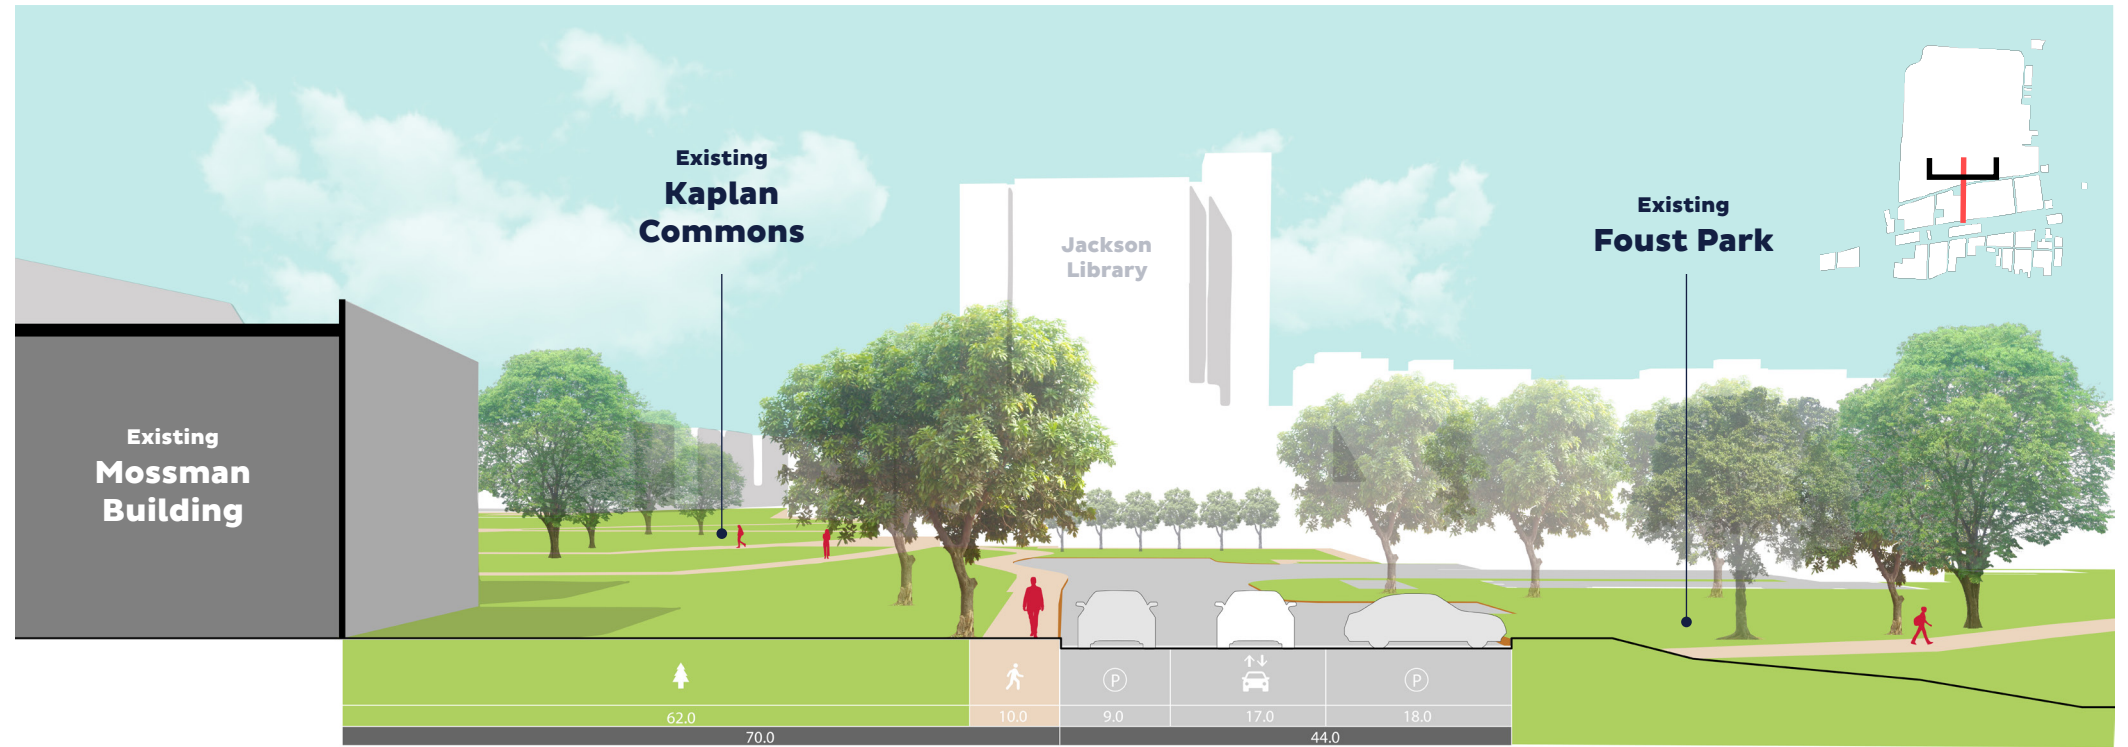 Existing
Kaplan
Commons
Jackson
Library
Existing
Foust Park
Existing
Mossman
Building
P
P
62.0
10.0
9.0
17.0
18.0
70.0
44.0